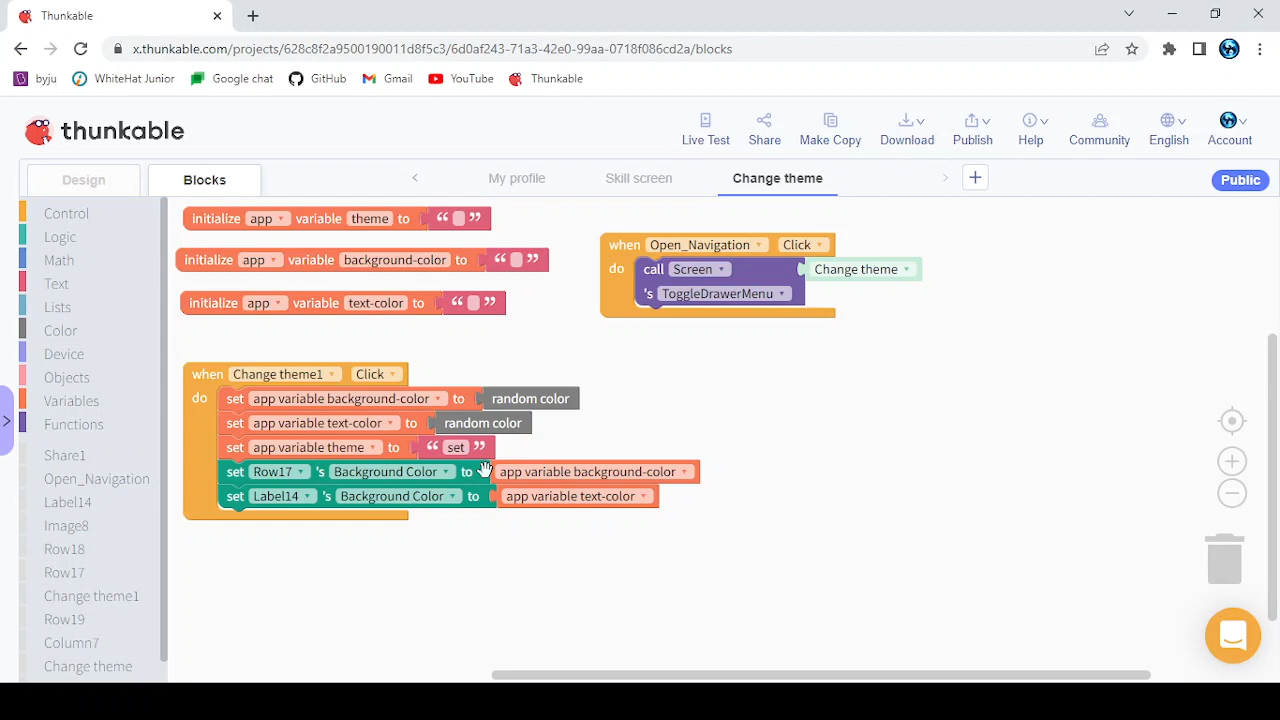 Thunkable
x.thunkable.com/projects/628c8f2a9500190011d8f5c3/6d0af243-71a3-42e0-99aa-0718f086cd2a/blocks
byju WhiteHat Junior Google chat GitHub Gmail YouTube Thunkable
thunkable
Live Test Share Make Copy Download Publish Help Community English Account
Design Blocks My profile Skill screen Change theme Public
Control
Logic
Math
Text
Lists
Color
Device
Objects
Variables
Functions
Share1
Open_Navigation
Label14
Image8
Row18
Row17
Change theme1
Row19
Column7
Change theme
initialize app variable theme to “ ”
initialize app variable background-color to “ ”
initialize app variable text-color to “ ”
when Open_Navigation Click
do call Screen Change theme
's ToggleDrawerMenu
when Change theme1 Click
do set app variable background-color to random color
set app variable text-color to random color
set app variable theme to “ set ”
set Row17 's Background Color to app variable background-color
set Label14 's Background Color to app variable text-color